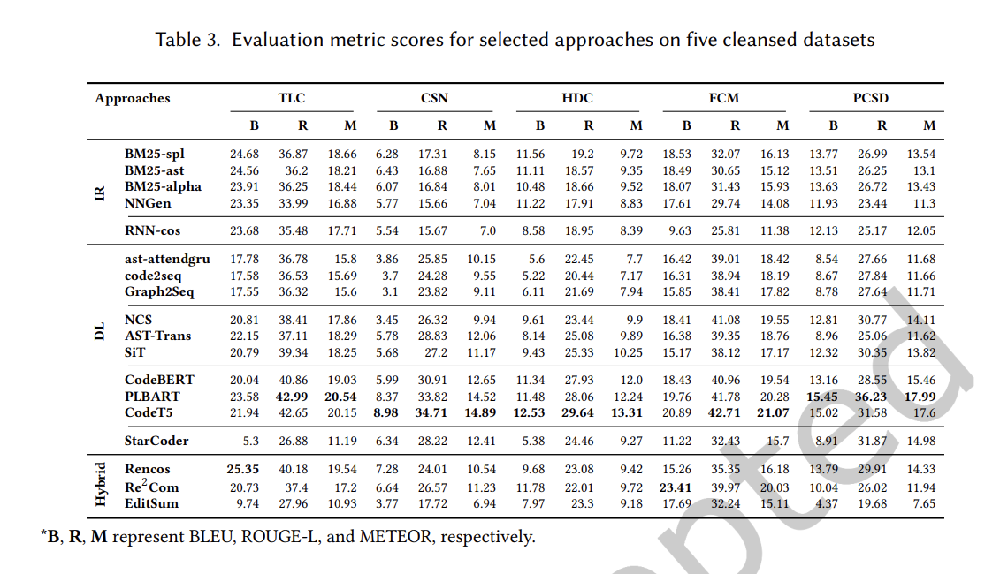 Table 3. Evaluation metric scores for selected approaches on five cleansed datasets
Approaches TLC CSN HDC FCM PCSD
B R M B R M B R M B R M B R M
IR
BM25-spl 24.68 36.87 18.66 6.28 17.31 8.15 11.56 19.2 9.72 18.53 32.07 16.13 13.77 26.99 13.54
BM25-ast 24.56 36.2 18.21 6.43 16.88 7.65 11.11 18.57 9.35 18.49 30.65 15.12 13.51 26.25 13.1
BM25-alpha 23.91 36.25 18.44 6.07 16.84 8.01 10.48 18.66 9.52 18.07 31.43 15.93 13.63 26.72 13.43
NNGen 23.35 33.99 16.88 5.77 15.66 7.04 11.22 17.91 8.83 17.61 29.74 14.08 11.93 23.44 11.3
RNN-cos 23.68 35.48 17.71 5.54 15.67 7.0 8.58 18.95 8.39 9.63 25.81 11.38 12.13 25.17 12.05
DL
ast-attendgru 17.78 36.78 15.8 3.86 25.85 10.15 5.6 22.45 7.7 16.42 39.01 18.42 8.54 27.66 11.68
code2seq 17.58 36.53 15.69 3.7 24.28 9.55 5.22 20.44 7.17 16.31 38.94 18.19 8.67 27.84 11.66
Graph2Seq 17.55 36.32 15.6 3.1 23.82 9.11 6.11 21.69 7.94 15.85 38.41 17.82 8.78 27.64 11.71
NCS 20.81 38.41 17.86 3.45 26.32 9.94 9.61 23.44 9.9 18.41 41.08 19.55 12.81 30.77 14.11
AST-Trans 22.15 37.11 18.29 5.78 28.83 12.06 8.14 25.08 9.89 16.38 39.35 18.76 8.96 25.06 11.62
SiT 20.79 39.34 18.25 5.68 27.2 11.17 9.43 25.33 10.25 15.17 38.12 17.17 12.32 30.35 13.82
CodeBERT 20.04 40.86 19.03 5.99 30.91 12.65 11.34 27.93 12.0 18.43 40.96 19.54 13.16 28.55 15.46
PLBART 23.58 42.99 20.54 8.37 33.82 14.52 11.48 28.06 12.24 19.76 41.78 20.28 15.45 36.23 17.99
CodeT5 21.94 42.65 20.15 8.98 34.71 14.89 12.53 29.64 13.31 20.89 42.71 21.07 15.02 31.58 17.6
StarCoder 5.3 26.88 11.19 6.34 28.22 12.41 5.38 24.46 9.27 11.22 32.43 15.7 8.91 31.87 14.98
Hybrid
Rencos 25.35 40.18 19.54 7.28 24.01 10.54 9.68 23.08 9.42 15.26 35.35 16.18 13.79 29.91 14.33
Re²Com 20.73 37.4 17.2 6.64 26.57 11.23 11.78 22.01 9.72 23.41 39.97 20.03 10.04 26.02 11.94
EditSum 9.74 27.96 10.93 3.77 17.72 6.94 7.97 23.3 9.18 17.69 32.24 15.11 4.37 19.68 7.65
*B, R, M represent BLEU, ROUGE-L, and METEOR, respectively.
pted